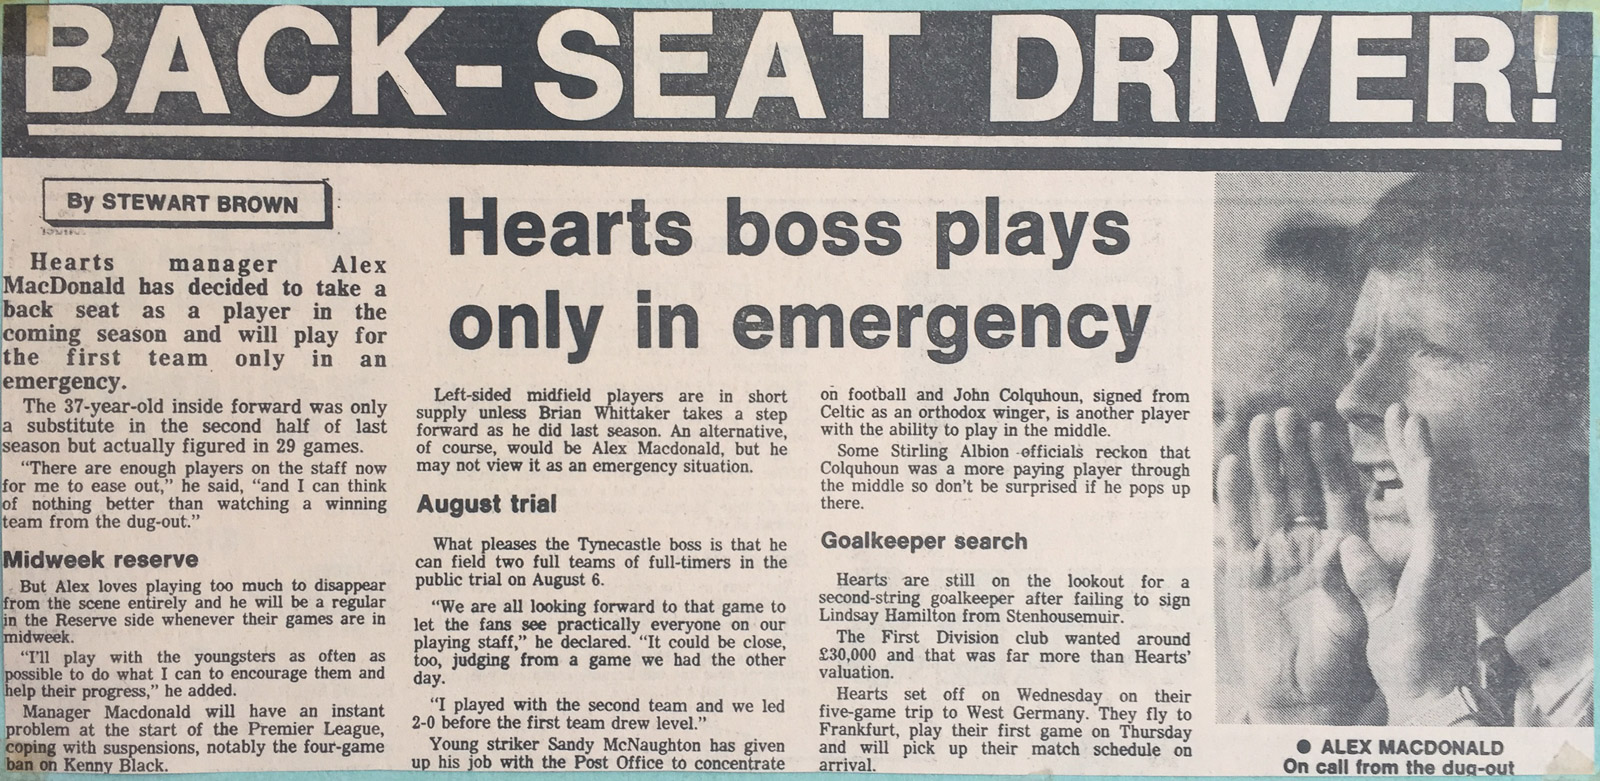 BACK-SEAT DRIVER!
By STEWART BROWN
Hearts boss plays
only in emergency
Hearts manager Alex
MacDonald has decided to take a
back seat as a player in the
coming season and will play for
the first team only in an
emergency.
The 37-year-old inside forward was only
a substitute in the second half of last
season but actually figured in 29 games.
“There are enough players on the staff now
for me to ease out,” he said, “and I can think
of nothing better than watching a winning
team from the dug-out.”
Midweek reserve
But Alex loves playing too much to disappear
from the scene entirely and he will be a regular
in the Reserve side whenever their games are in
midweek.
“I’ll play with the youngsters as often as
possible to do what I can to encourage them and
help their progress,” he added.
Manager Macdonald will have an instant
problem at the start of the Premier League,
coping with suspensions, notably the four-game
ban on Kenny Black.
Left-sided midfield players are in short
supply unless Brian Whittaker takes a step
forward as he did last season. An alternative,
of course, would be Alex Macdonald, but he
may not view it as an emergency situation.
August trial
What pleases the Tynecastle boss is that he
can field two full teams of full-timers in the
public trial on August 6.
“We are all looking forward to that game to
let the fans see practically everyone on our
playing staff,” he declared. “It could be close,
too, judging from a game we had the other
day.
“I played with the second team and we led
2-0 before the first team drew level.”
Young striker Sandy McNaughton has given
up his job with the Post Office to concentrate
on football and John Colquhoun, signed from
Celtic as an orthodox winger, is another player
with the ability to play in the middle.
Some Stirling Albion officials reckon that
Colquhoun was a more paying player through
the middle so don’t be surprised if he pops up
there.
Goalkeeper search
Hearts are still on the lookout for a
second-string goalkeeper after failing to sign
Lindsay Hamilton from Stenhousemuir.
The First Division club wanted around
£30,000 and that was far more than Hearts’
valuation.
Hearts set off on Wednesday on their
five-game trip to West Germany. They fly to
Frankfurt, play their first game on Thursday
and will pick up their match schedule on
arrival.
● ALEX MACDONALD
On call from the dug-out